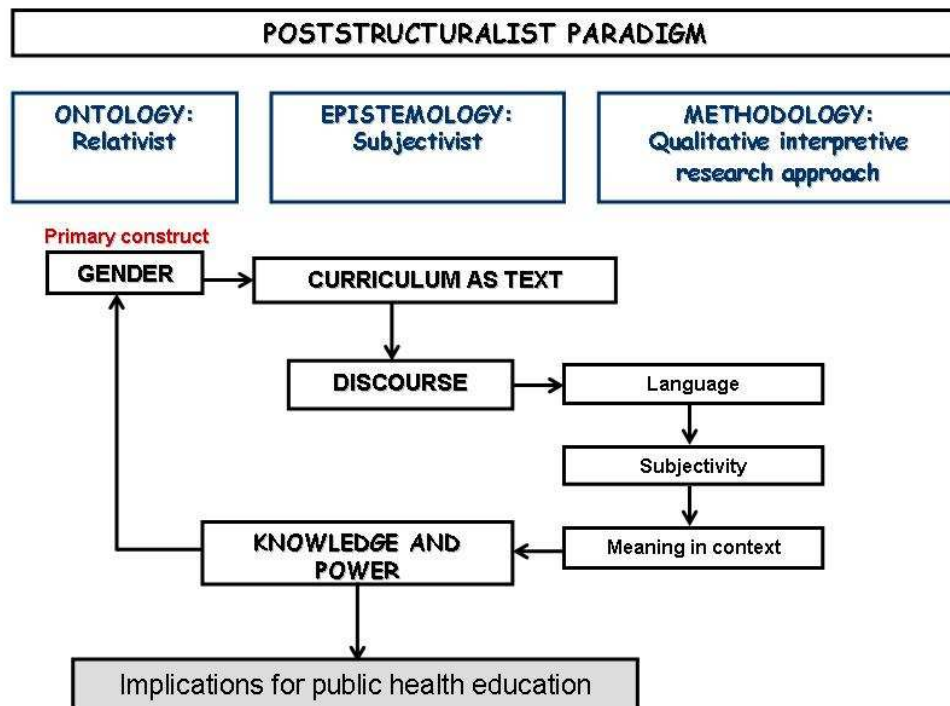 POSTSTRUCTURALIST PARADIGM
ONTOLOGY:
Relativist
EPISTEMOLOGY:
Subjectivist
METHODOLOGY:
Qualitative interpretive
research approach
Primary construct
GENDER
CURRICULUM AS TEXT
DISCOURSE
Language
Subjectivity
Meaning in context
KNOWLEDGE AND
POWER
Implications for public health education